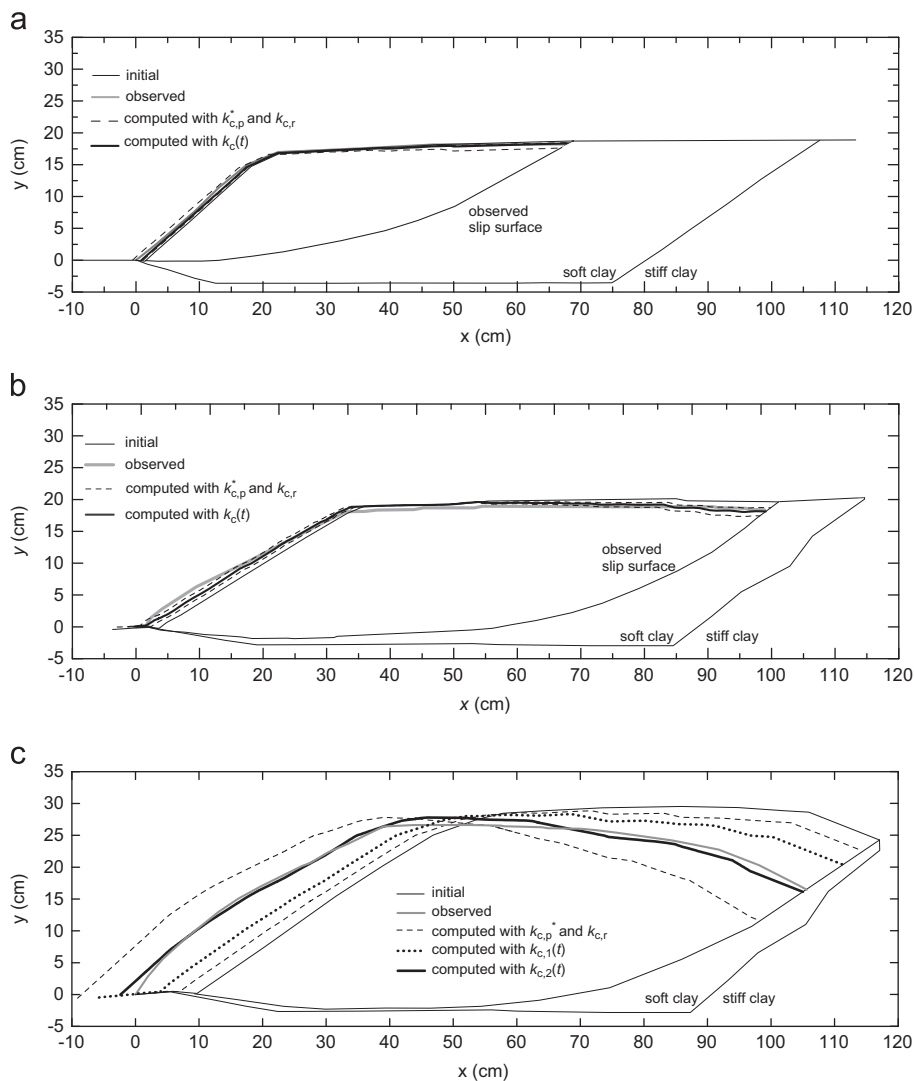 a
35
30
25
20
15
10
5
0
-5
y (cm)
initial
observed
computed with k*c,p and kc,r
computed with kc(t)
observed
slip surface
soft clay
stiff clay
-10 0 10 20 30 40 50 60 70 80 90 100 110 120
x (cm)
b
35
30
25
20
15
10
5
0
-5
y (cm)
initial
observed
computed with k*c,p and kc,r
computed with kc(t)
observed
slip surface
soft clay
stiff clay
-10 0 10 20 30 40 50 60 70 80 90 100 110 120
x (cm)
c
35
30
25
20
15
10
5
0
-5
y (cm)
initial
observed
computed with kc,p* and kc,r
computed with kc,1(t)
computed with kc,2(t)
soft clay
stiff clay
-10 0 10 20 30 40 50 60 70 80 90 100 110 120
x (cm)